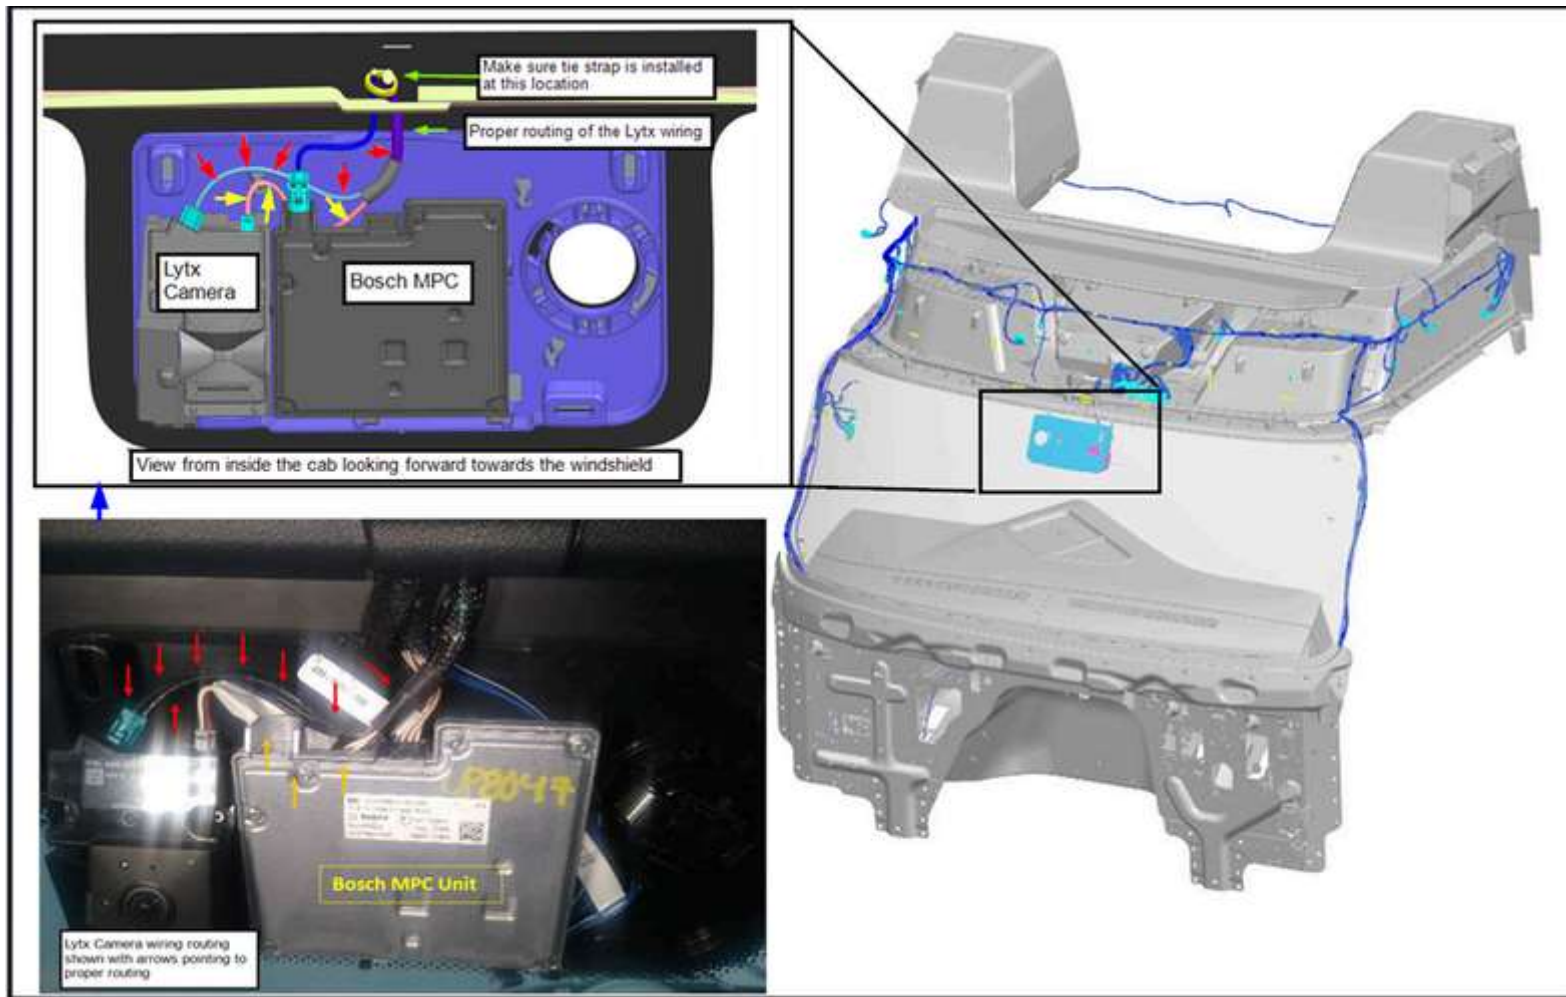 Make sure tie strap is installed
at this location
Proper routing of the Lytx wiring
Lytx
Camera
Bosch MPC
View from inside the cab looking forward towards the windshield
Bosch MPC Unit
Lytx Camera wiring routing
shown with arrows pointing to
proper routing